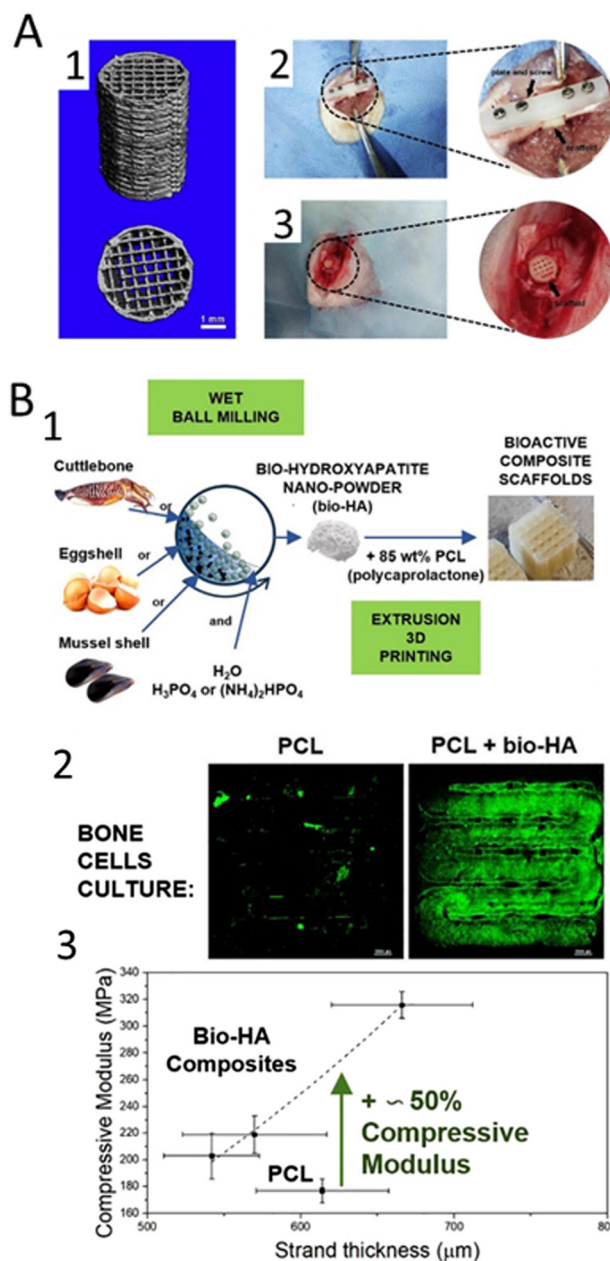 A
1
1 mm
2
plate and screw
scaffold
3
scaffold
B
1
WET
BALL MILLING
Cuttlebone
or
Eggshell
or
or
Mussel shell
and
H₂O
H₃PO₄ or (NH₄)₂HPO₄
BIO-HYDROXYAPATITE
NANO-POWDER
(bio-HA)
+ 85 wt% PCL
(polycaprolactone)
BIOACTIVE
COMPOSITE
SCAFFOLDS
EXTRUSION
3D
PRINTING
2
PCL
PCL + bio-HA
BONE
CELLS
CULTURE:
3
Compressive Modulus (MPa)
340
320
300
280
260
240
220
200
180
160
Bio-HA
Composites
PCL
+ ∽ 50%
Compressive
Modulus
500
600
700
80
Strand thickness (μm)